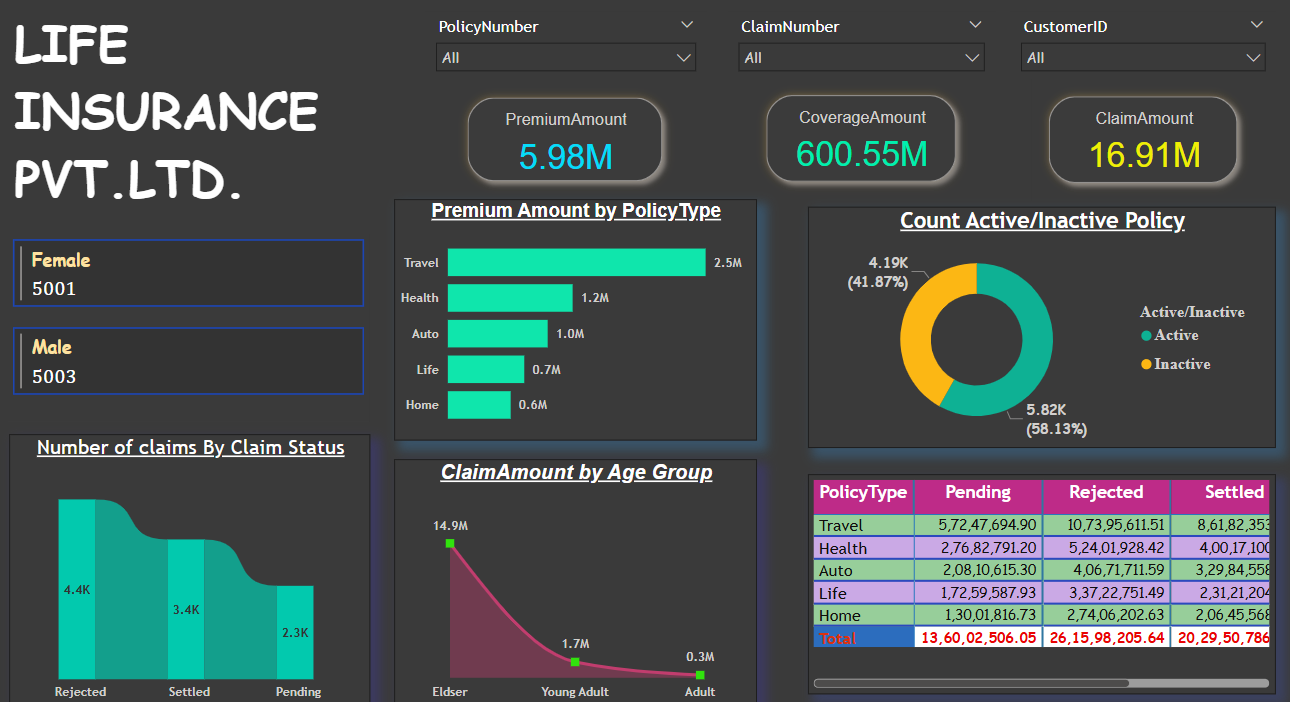 LIFE
INSURANCE
PVT.LTD.
PolicyNumber
All
ClaimNumber
All
CustomerID
All
PremiumAmount
5.98M
CoverageAmount
600.55M
ClaimAmount
16.91M
Female
5001
Male
5003
Premium Amount by PolicyType
Travel 2.5M
Health 1.2M
Auto 1.0M
Life 0.7M
Home 0.6M
Count Active/Inactive Policy
4.19K
(41.87%)
5.82K
(58.13%)
Active/Inactive
Active
Inactive
Number of claims By Claim Status
4.4K
3.4K
2.3K
Rejected Settled Pending
ClaimAmount by Age Group
14.9M
1.7M
0.3M
Eldser Young Adult Adult
PolicyType Pending Rejected Settled
Travel 5,72,47,694.90 10,73,95,611.51 8,61,82,353
Health 2,76,82,791.20 5,24,01,928.42 4,00,17,100
Auto 2,08,10,615.30 4,06,71,711.59 3,29,84,558
Life 1,72,59,587.93 3,37,22,751.49 2,31,21,204
Home 1,30,01,816.73 2,74,06,202.63 2,06,45,568
Total 13,60,02,506.05 26,15,98,205.64 20,29,50,786